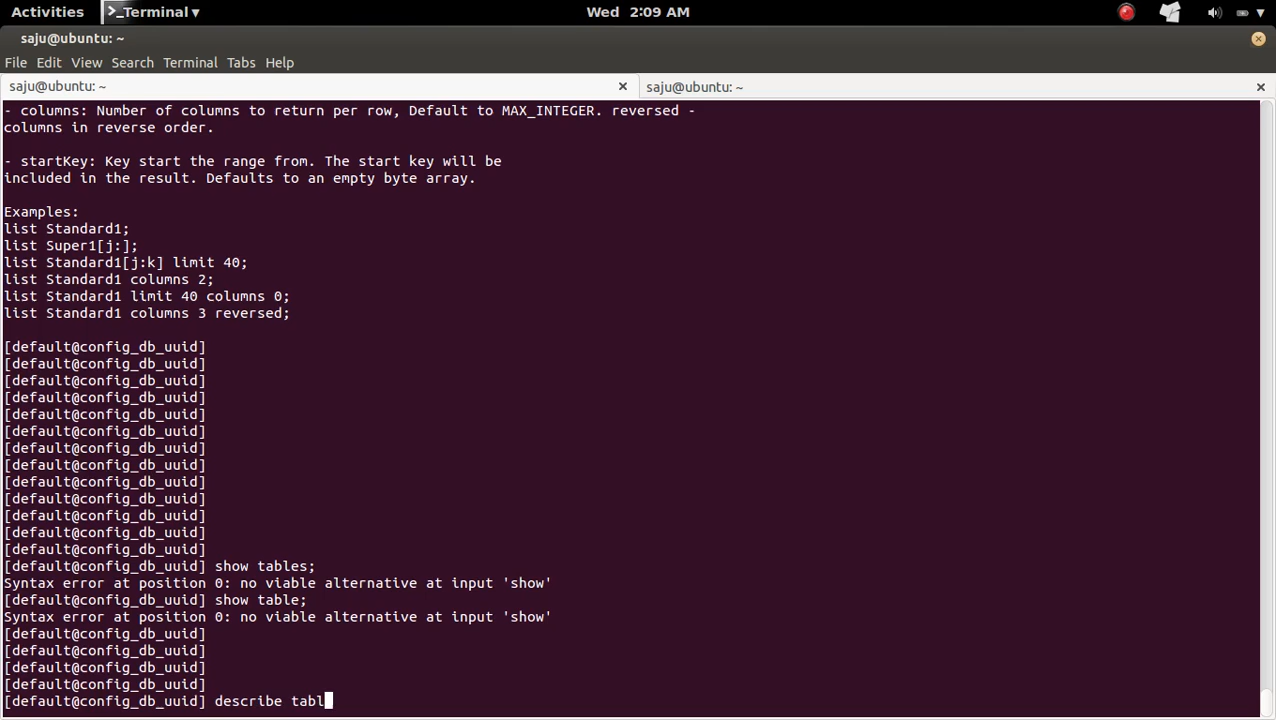 Activities
Terminal
Wed 2:09 AM
saju@ubuntu: ~
File Edit View Search Terminal Tabs Help
saju@ubuntu: ~
saju@ubuntu: ~
- columns: Number of columns to return per row, Default to MAX_INTEGER. reversed -
columns in reverse order.
- startKey: Key start the range from. The start key will be
included in the result. Defaults to an empty byte array.
Examples:
list Standard1;
list Super1[j:];
list Standard1[j:k] limit 40;
list Standard1 columns 2;
list Standard1 limit 40 columns 0;
list Standard1 columns 3 reversed;
[default@config_db_uuid]
[default@config_db_uuid]
[default@config_db_uuid]
[default@config_db_uuid]
[default@config_db_uuid]
[default@config_db_uuid]
[default@config_db_uuid]
[default@config_db_uuid]
[default@config_db_uuid]
[default@config_db_uuid]
[default@config_db_uuid]
[default@config_db_uuid]
[default@config_db_uuid]
[default@config_db_uuid] show tables;
Syntax error at position 0: no viable alternative at input 'show'
[default@config_db_uuid] show table;
Syntax error at position 0: no viable alternative at input 'show'
[default@config_db_uuid]
[default@config_db_uuid]
[default@config_db_uuid]
[default@config_db_uuid]
[default@config_db_uuid] describe tabl